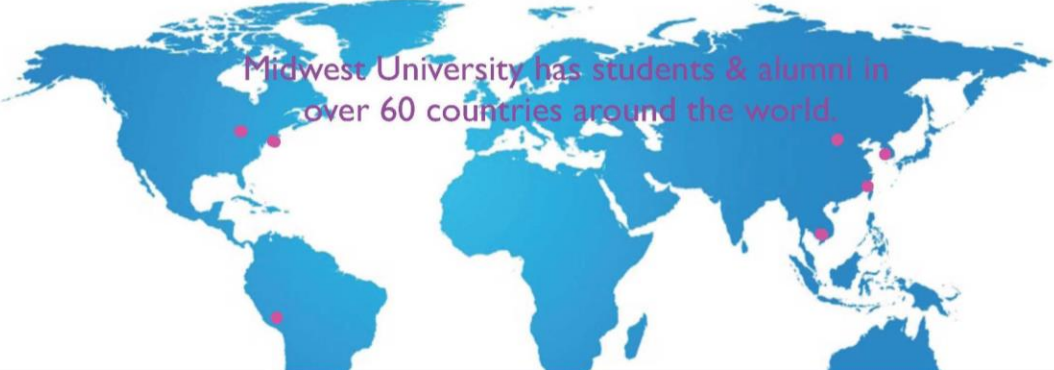 Midwest University has students & alumni in
over 60 countries around the world.